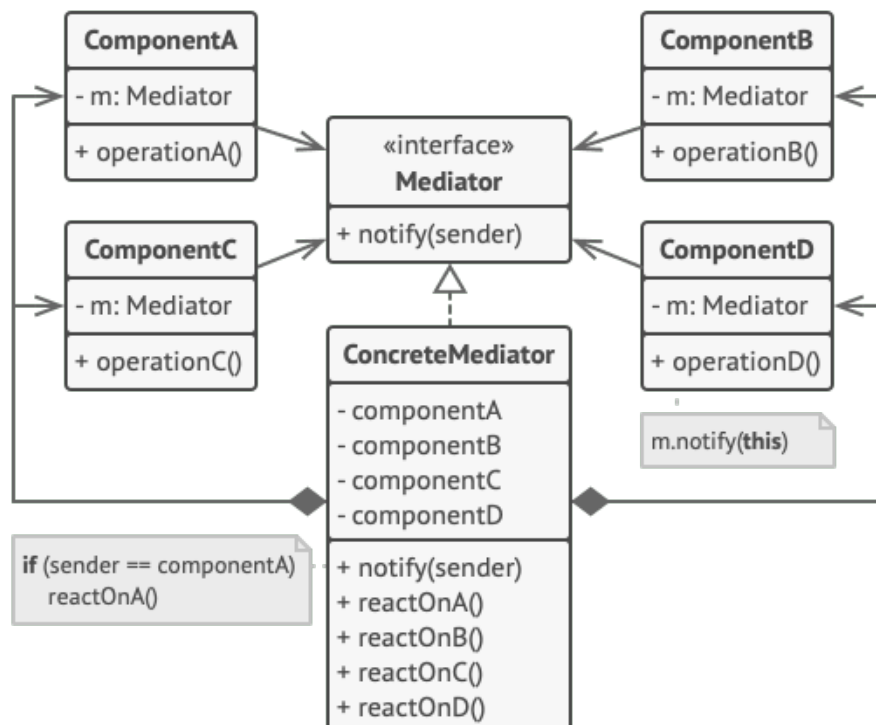 ComponentA
- m: Mediator
+ operationA()
ComponentB
- m: Mediator
+ operationB()
«interface»
Mediator
+ notify(sender)
ComponentC
- m: Mediator
+ operationC()
ComponentD
- m: Mediator
+ operationD()
m.notify(this)
ConcreteMediator
- componentA
- componentB
- componentC
- componentD
if (sender == componentA)
reactOnA()
+ notify(sender)
+ reactOnA()
+ reactOnB()
+ reactOnC()
+ reactOnD()